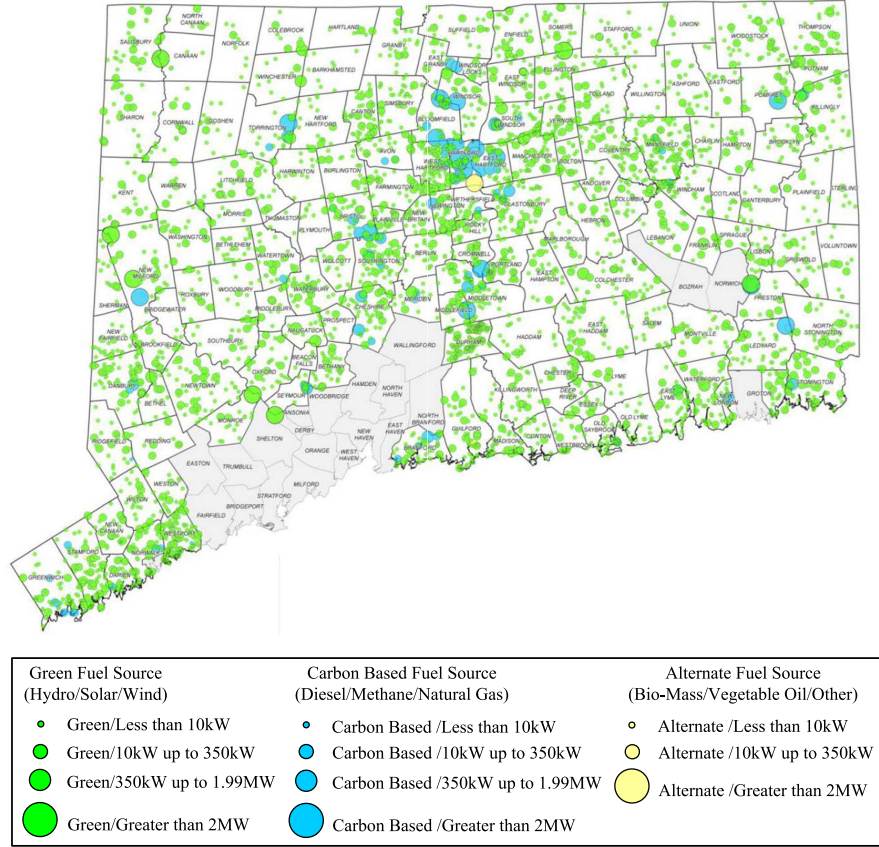 NORTH CANAAN
COLEBROOK
HARTLAND
SUFFIELD
SOMERS
STAFFORD
UNION
THOMPSON
SALISBURY
CANAAN
NORFOLK
GRANBY
ENFIELD
WOODSTOCK
EAST GRANBY
WINDSOR LOCKS
PUTNAM
WINCHESTER
BARKHAMSTED
EAST WINDSOR
ELLINGTON
ASHFORD
EASTFORD
POMFRET
KILLINGLY
SIMSBURY
WINDSOR
TOLLAND
WILLINGTON
SHARON
CORNWALL
GOSHEN
TORRINGTON
NEW HARTFORD
CANTON
BLOOMFIELD
SOUTH WINDSOR
VERNON
COVENTRY
MANSFIELD
CHAPLIN
HAMPTON
BROOKLYN
AVON
WEST HARTFORD
HARTFORD
EAST HARTFORD
MANCHESTER
BOLTON
KENT
WARREN
LITCHFIELD
HARWINTON
BURLINGTON
FARMINGTON
WETHERSFIELD
NEWINGTON
GLASTONBURY
ANDOVER
COLUMBIA
WINDHAM
SCOTLAND
CANTERBURY
PLAINFIELD
STERLING
MORRIS
THOMASTON
BRISTOL
PLAINVILLE
NEW BRITAIN
ROCKY HILL
HEBRON
WASHINGTON
BETHLEHEM
WATERTOWN
PLYMOUTH
WOLCOTT
SOUTHINGTON
BERLIN
CROMWELL
PORTLAND
MARLBOROUGH
LEBANON
FRANKLIN
SPRAGUE
LISBON
GRISWOLD
VOLUNTOWN
NEW MILFORD
SHERMAN
ROXBURY
WOODBURY
WATERBURY
CHESHIRE
MERIDEN
MIDDLETOWN
EAST HAMPTON
COLCHESTER
BOZRAH
NORWICH
PRESTON
BRIDGEWATER
MIDDLEBURY
PROSPECT
MIDDLEFIELD
NEW FAIRFIELD
BROOKFIELD
SOUTHBURY
NAUGATUCK
WALLINGFORD
DURHAM
HADDAM
EAST HADDAM
SALEM
MONTVILLE
LEDYARD
NORTH STONINGTON
DANBURY
BETHEL
NEWTOWN
OXFORD
BEACON FALLS
BETHANY
HAMDEN
NORTH HAVEN
KILLINGWORTH
CHESTER
DEEP RIVER
LYME
WATERFORD
EAST LYME
NEW LONDON
GROTON
STONINGTON
SEYMOUR
WOODBRIDGE
ANSONIA
MONROE
DERBY
SHELTON
NEW HAVEN
EAST HAVEN
NORTH BRANFORD
BRANFORD
GUILFORD
MADISON
CLINTON
ESSEX
OLD LYME
OLD SAYBROOK
WESTBROOK
RIDGEFIELD
REDDING
ORANGE
WEST HAVEN
EASTON
TRUMBULL
MILFORD
WESTON
WILTON
STRATFORD
BRIDGEPORT
FAIRFIELD
NEW CANAAN
WESTPORT
STAMFORD
NORWALK
GREENWICH
DARIEN
Green Fuel Source
(Hydro/Solar/Wind)
Green/Less than 10kW
Green/10kW up to 350kW
Green/350kW up to 1.99MW
Green/Greater than 2MW
Carbon Based Fuel Source
(Diesel/Methane/Natural Gas)
Carbon Based /Less than 10kW
Carbon Based /10kW up to 350kW
Carbon Based /350kW up to 1.99MW
Carbon Based /Greater than 2MW
Alternate Fuel Source
(Bio-Mass/Vegetable Oil/Other)
Alternate /Less than 10kW
Alternate /10kW up to 350kW
Alternate /Greater than 2MW